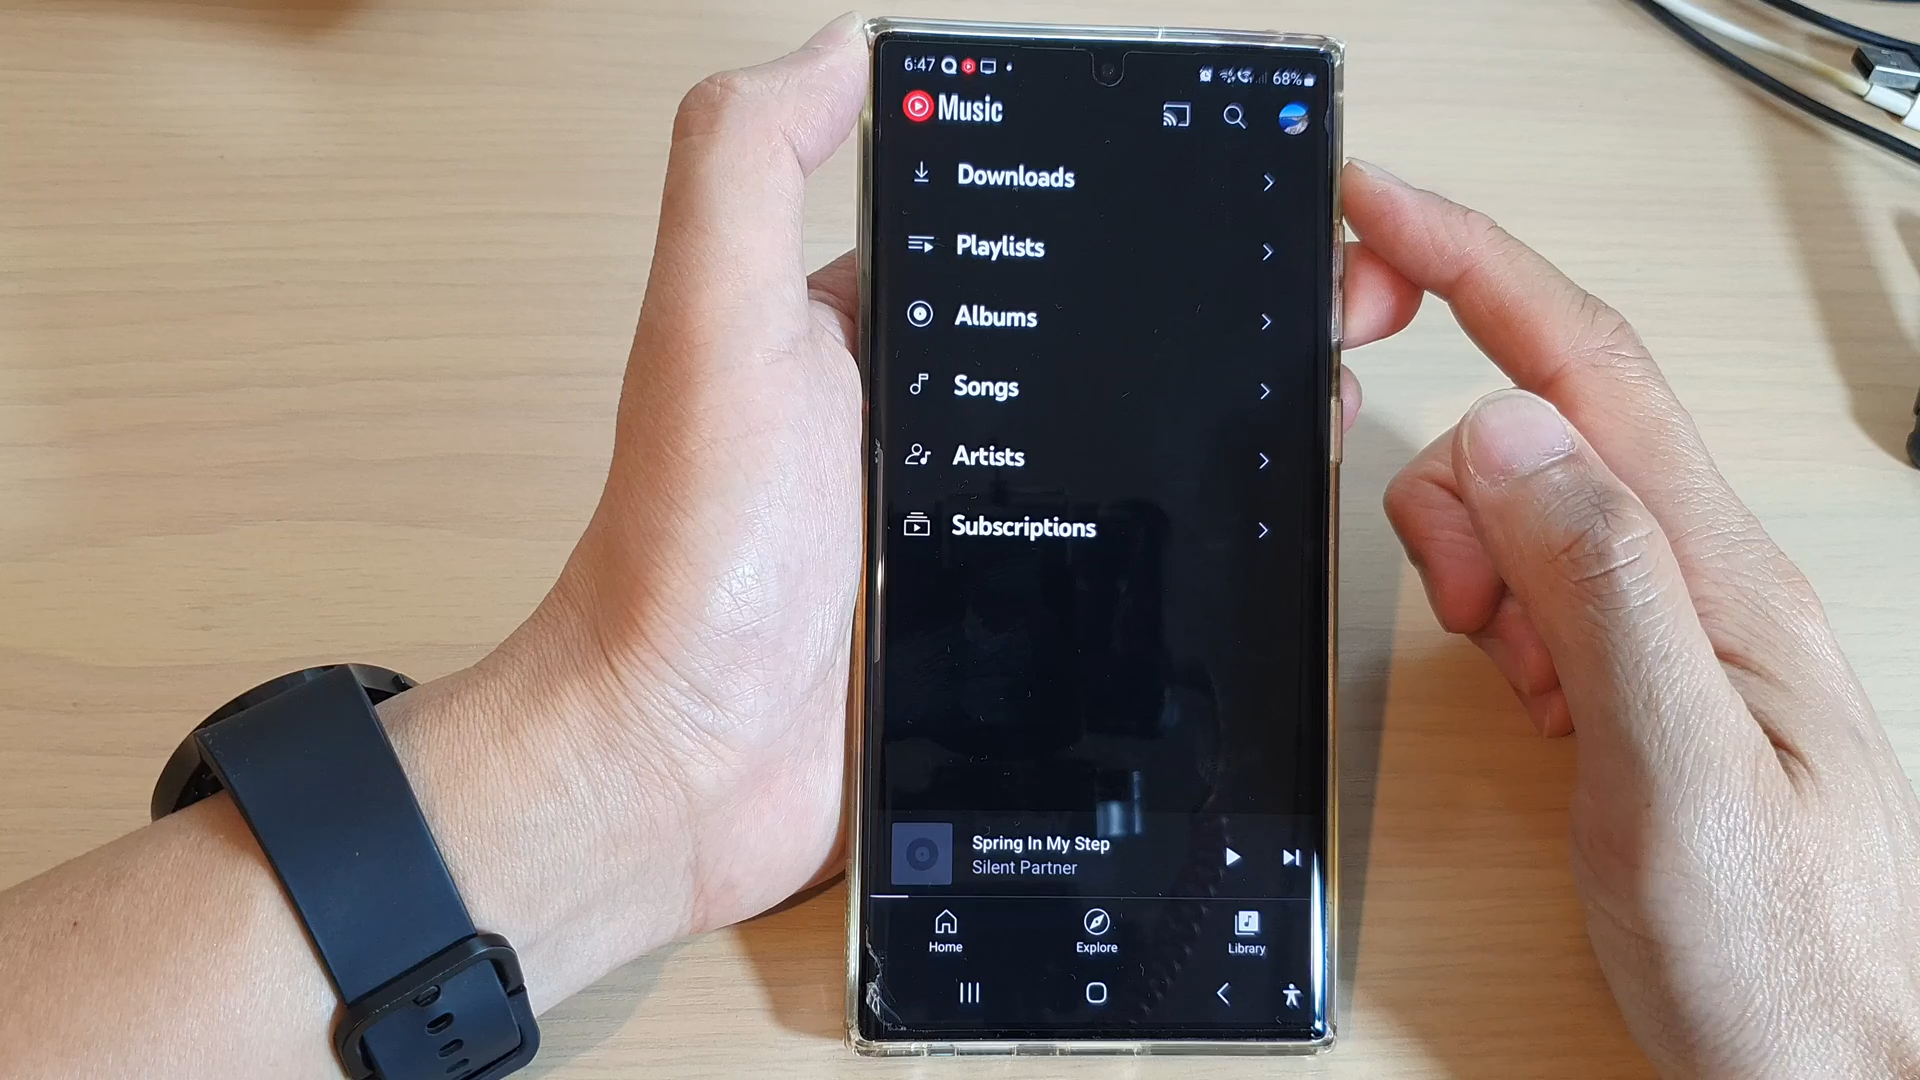 6:47 68%
Music
Downloads
Playlists
Albums
Songs
Artists
Subscriptions
Spring In My Step
Silent Partner
Home Explore Library